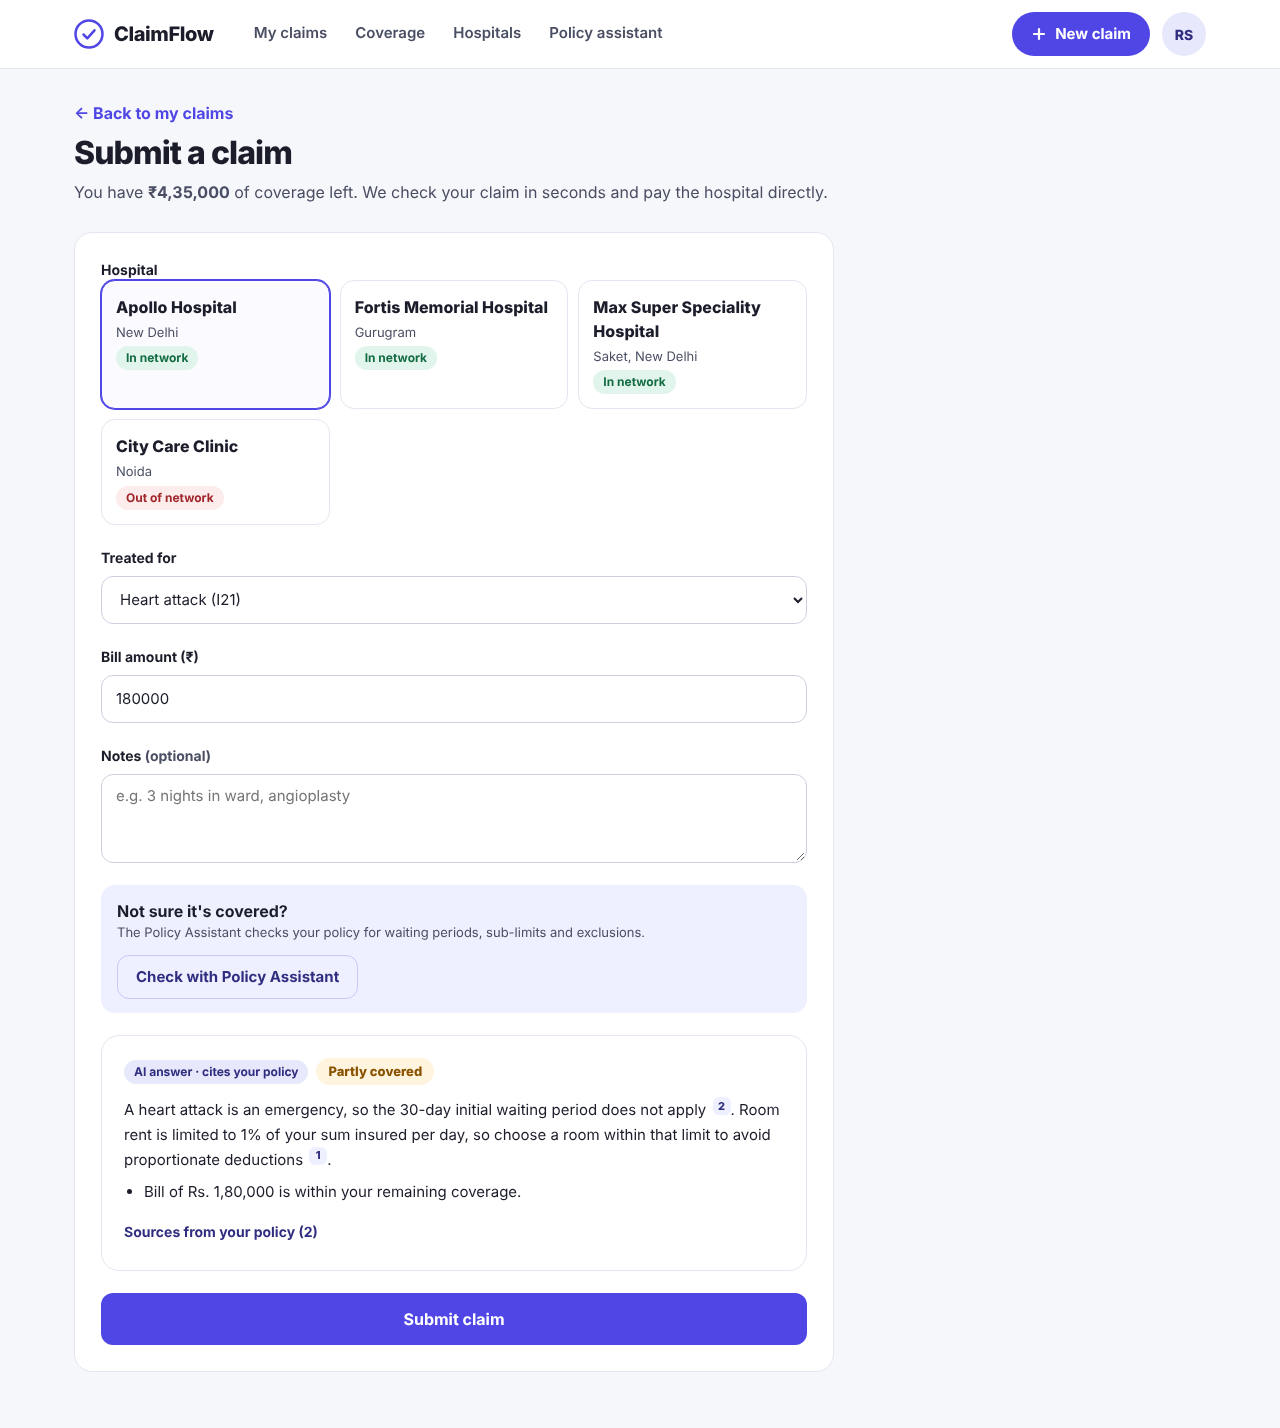 ClaimFlow
My claims
Coverage
Hospitals
Policy assistant
+ New claim
RS
← Back to my claims
Submit a claim
You have ₹4,35,000 of coverage left. We check your claim in seconds and pay the hospital directly.
Hospital
Apollo Hospital
New Delhi
In network
Fortis Memorial Hospital
Gurugram
In network
Max Super Speciality
Hospital
Saket, New Delhi
In network
City Care Clinic
Noida
Out of network
Treated for
Heart attack (I21)
Bill amount (₹)
180000
Notes (optional)
e.g. 3 nights in ward, angioplasty
Not sure it's covered?
The Policy Assistant checks your policy for waiting periods, sub-limits and exclusions.
Check with Policy Assistant
AI answer · cites your policy
Partly covered
A heart attack is an emergency, so the 30-day initial waiting period does not apply 2. Room
rent is limited to 1% of your sum insured per day, so choose a room within that limit to avoid
proportionate deductions 1.
• Bill of Rs. 1,80,000 is within your remaining coverage.
Sources from your policy (2)
Submit claim